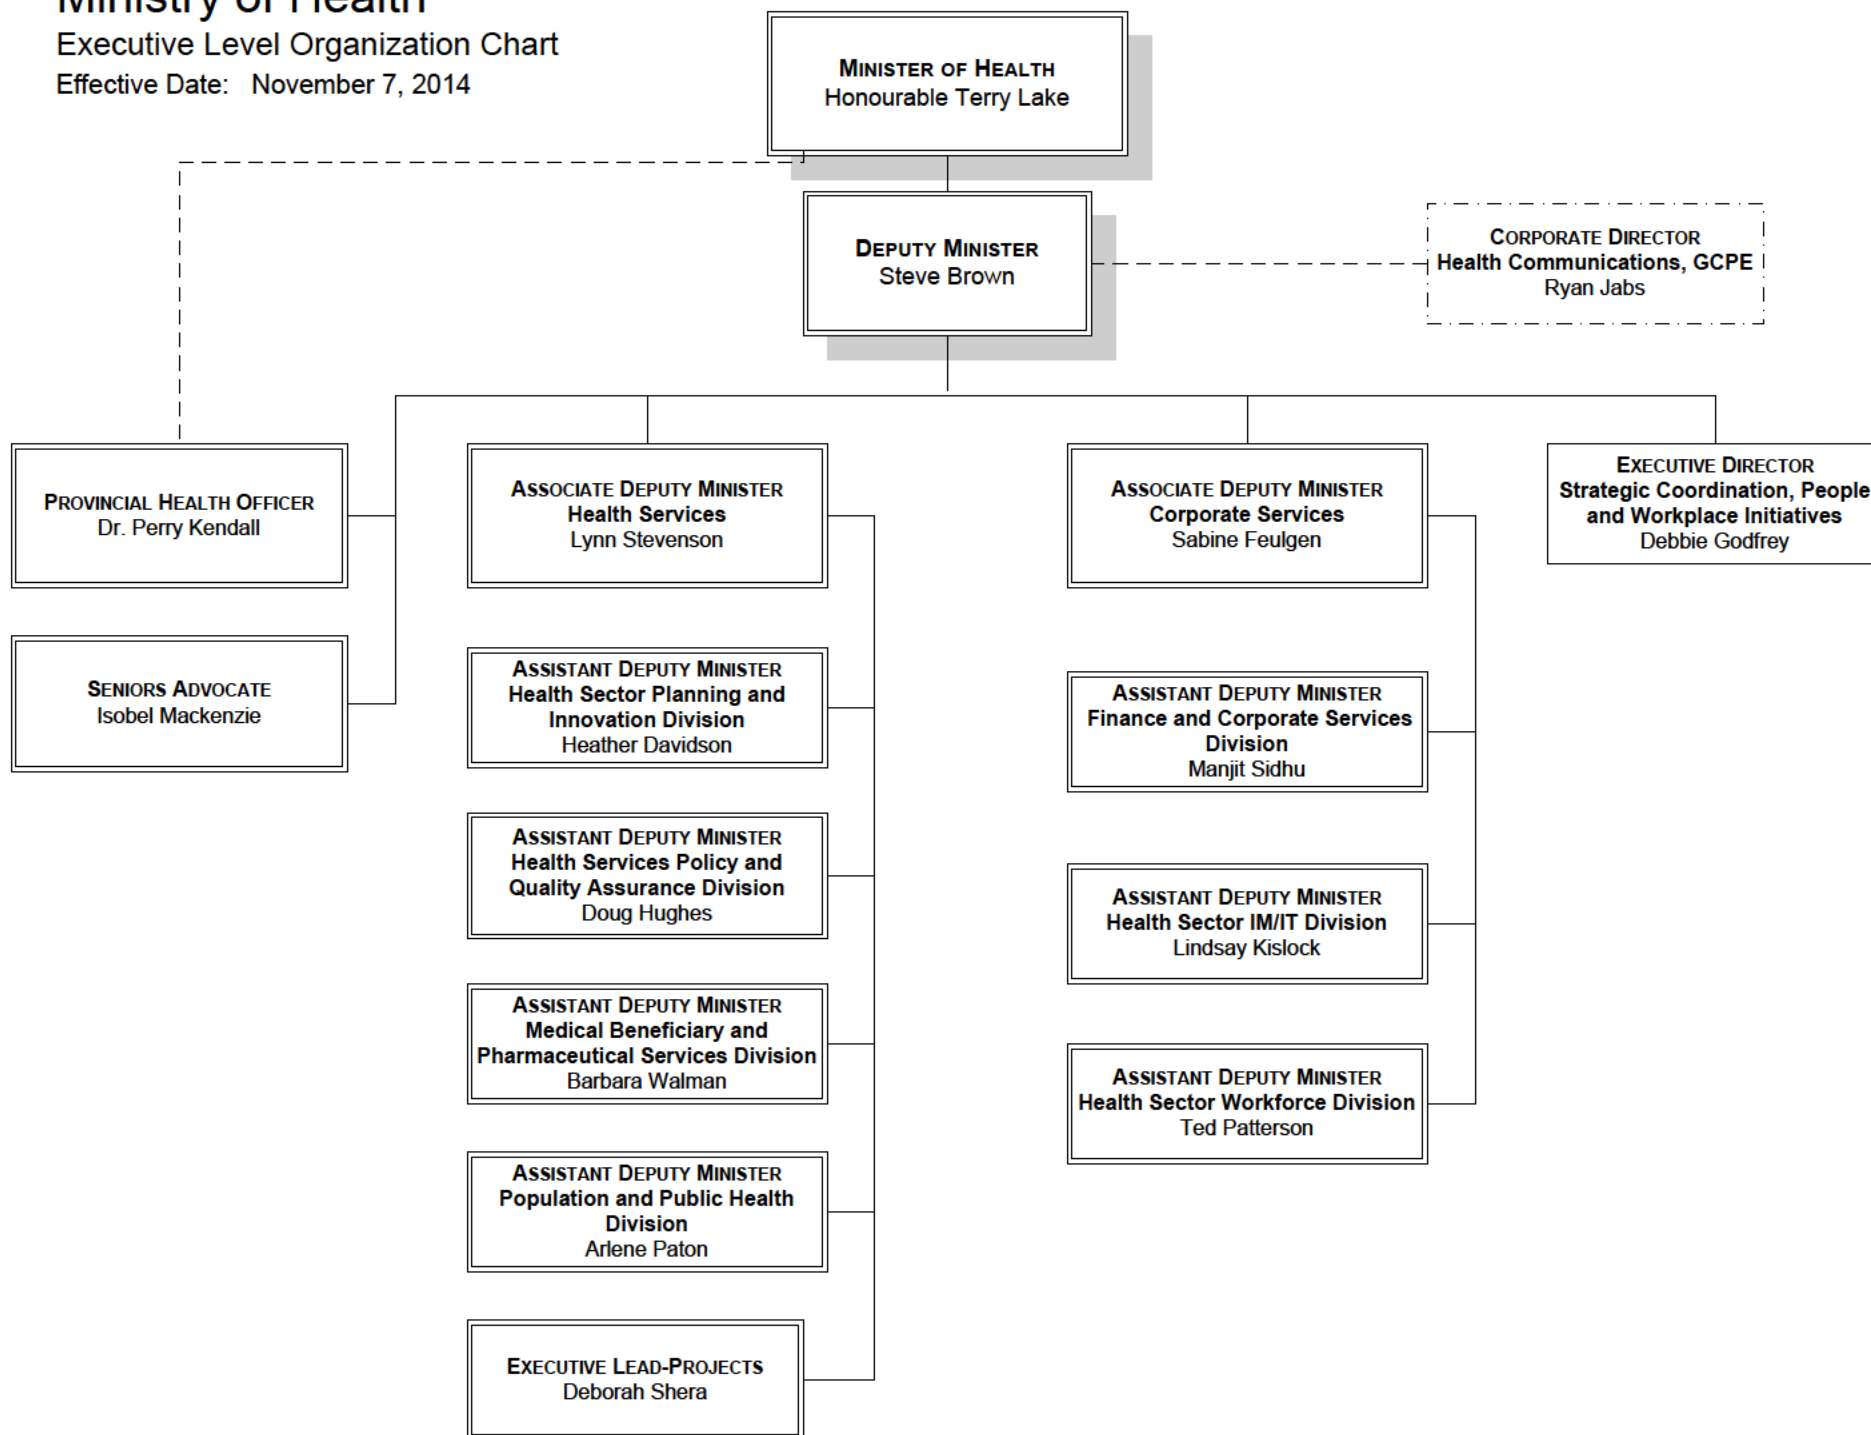 Ministry of Health
Executive Level Organization Chart
Effective Date: November 7, 2014
MINISTER OF HEALTH
Honourable Terry Lake
DEPUTY MINISTER
Steve Brown
CORPORATE DIRECTOR
Health Communications, GCPE
Ryan Jabs
PROVINCIAL HEALTH OFFICER
Dr. Perry Kendall
SENIORS ADVOCATE
Isobel Mackenzie
ASSOCIATE DEPUTY MINISTER
Health Services
Lynn Stevenson
ASSISTANT DEPUTY MINISTER
Health Sector Planning and
Innovation Division
Heather Davidson
ASSISTANT DEPUTY MINISTER
Health Services Policy and
Quality Assurance Division
Doug Hughes
ASSISTANT DEPUTY MINISTER
Medical Beneficiary and
Pharmaceutical Services Division
Barbara Walman
ASSISTANT DEPUTY MINISTER
Population and Public Health
Division
Arlene Paton
EXECUTIVE LEAD-PROJECTS
Deborah Shera
ASSOCIATE DEPUTY MINISTER
Corporate Services
Sabine Feulgen
ASSISTANT DEPUTY MINISTER
Finance and Corporate Services
Division
Manjit Sidhu
ASSISTANT DEPUTY MINISTER
Health Sector IM/IT Division
Lindsay Kislock
ASSISTANT DEPUTY MINISTER
Health Sector Workforce Division
Ted Patterson
EXECUTIVE DIRECTOR
Strategic Coordination, People
and Workplace Initiatives
Debbie Godfrey